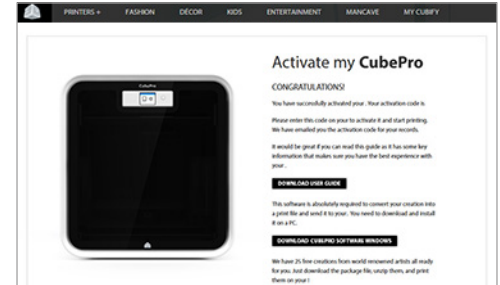 PRINTERS + FASHION DÉCOR KIDS ENTERTAINMENT MANCAVE MY CUBIFY
Activate my CubePro
CubePro
CONGRATULATIONS!
You have successfully activated your . Your activation code is
Please enter this code on your to activate it and start printing.
We have emailed you the activation code for your records.
It would be great if you can read this guide as it has some key
information that makes sure you have the best experience with
your .
DOWNLOAD USER GUIDE
This software is absolutely required to convert your creation into
a print file and send it to your . You need to download and install
it on a PC.
DOWNLOAD CUBEPRO SOFTWARE WINDOWS
We have 25 free creations from world renowned artists all ready
for you. Just download the package file, unzip them, and print
them on your !